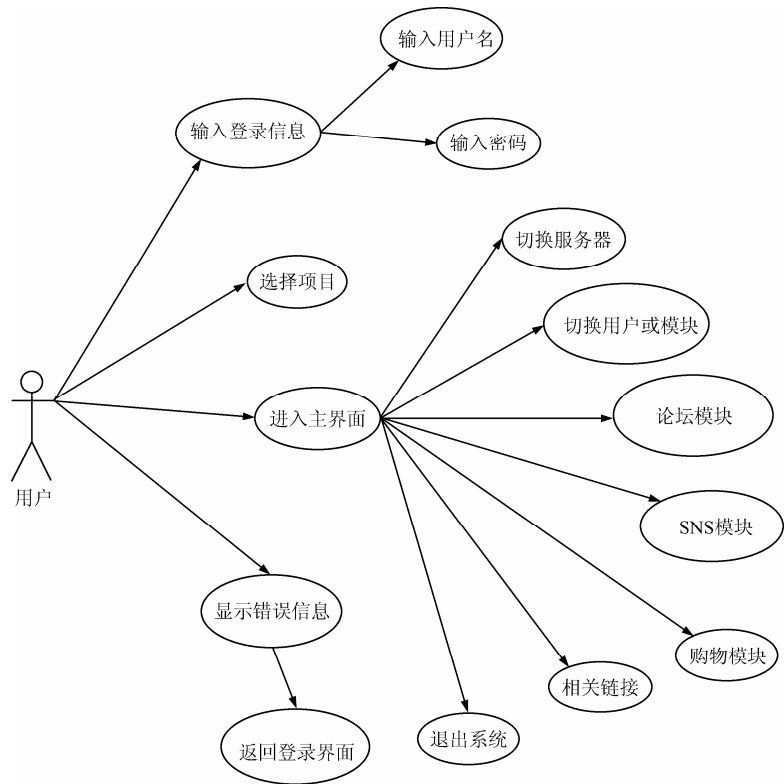 输入用户名
输入登录信息
输入密码
切换服务器
选择项目
切换用户或模块
进入主界面
论坛模块
用户
SNS模块
显示错误信息
购物模块
相关链接
退出系统
返回登录界面